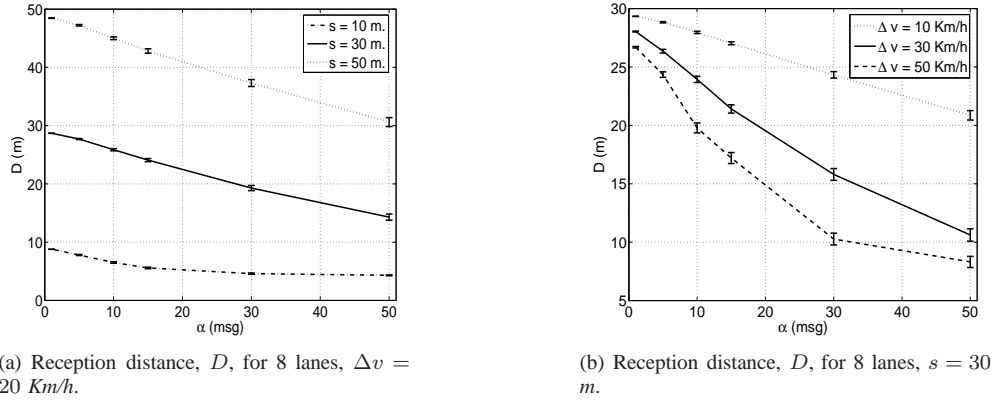 50
40
30
20
10
0
D (m)
0 10 20 30 40 50
α (msg)
s = 10 m.
s = 30 m.
s = 50 m.
(a) Reception distance, D, for 8 lanes, Δv =
20 Km/h.
30
25
20
15
10
5
D (m)
0 10 20 30 40 50
α (msg)
Δ v = 10 Km/h
Δ v = 30 Km/h
Δ v = 50 Km/h
(b) Reception distance, D, for 8 lanes, s = 30
m.